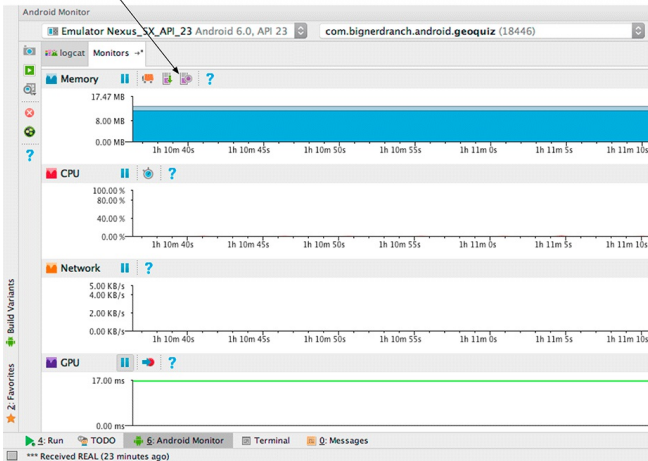 Android Monitor
Emulator Nexus_5X_API_23 Android 6.0, API 23 com.bignerdranch.android.geoquiz (18446)
logcat Monitors →*
Memory ?
17.47 MB
8.00 MB
0.00 MB
1h 10m 40s 1h 10m 45s 1h 10m 50s 1h 10m 55s 1h 11m 0s 1h 11m 5s 1h 11m 10s
CPU ?
100.00 %
80.00 %
40.00 %
0.00 %
1h 10m 40s 1h 10m 45s 1h 10m 50s 1h 10m 55s 1h 11m 0s 1h 11m 5s 1h 11m 10s
Network ?
5.00 KB/s
4.00 KB/s
2.00 KB/s
0.00 KB/s
1h 10m 40s 1h 10m 45s 1h 10m 50s 1h 10m 55s 1h 11m 0s 1h 11m 5s 1h 11m 10s
GPU ?
17.00 ms
0.00 ms
?
Build Variants
2: Favorites
4: Run TODO 6: Android Monitor Terminal 0: Messages
*** Received REAL (23 minutes ago)